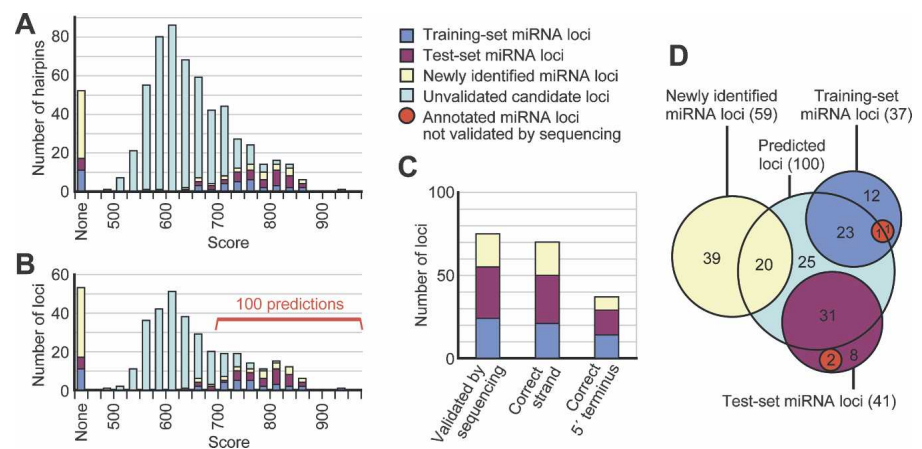 A
Number of hairpins
80
60
40
20
0
None
500
600
700
800
900
Score
B
Number of loci
60
40
20
0
100 predictions
None
500
600
700
800
900
Score
Training-set miRNA loci
Test-set miRNA loci
Newly identified miRNA loci
Unvalidated candidate loci
Annotated miRNA loci
not validated by sequencing
C
Number of loci
100
50
0
Validated by
sequencing
Correct
strand
Correct
5´ terminus
D
Newly identified
miRNA loci (59)
Training-set
miRNA loci (37)
Predicted
loci (100)
12
23
1
1
39
20
25
31
2
8
Test-set miRNA loci (41)